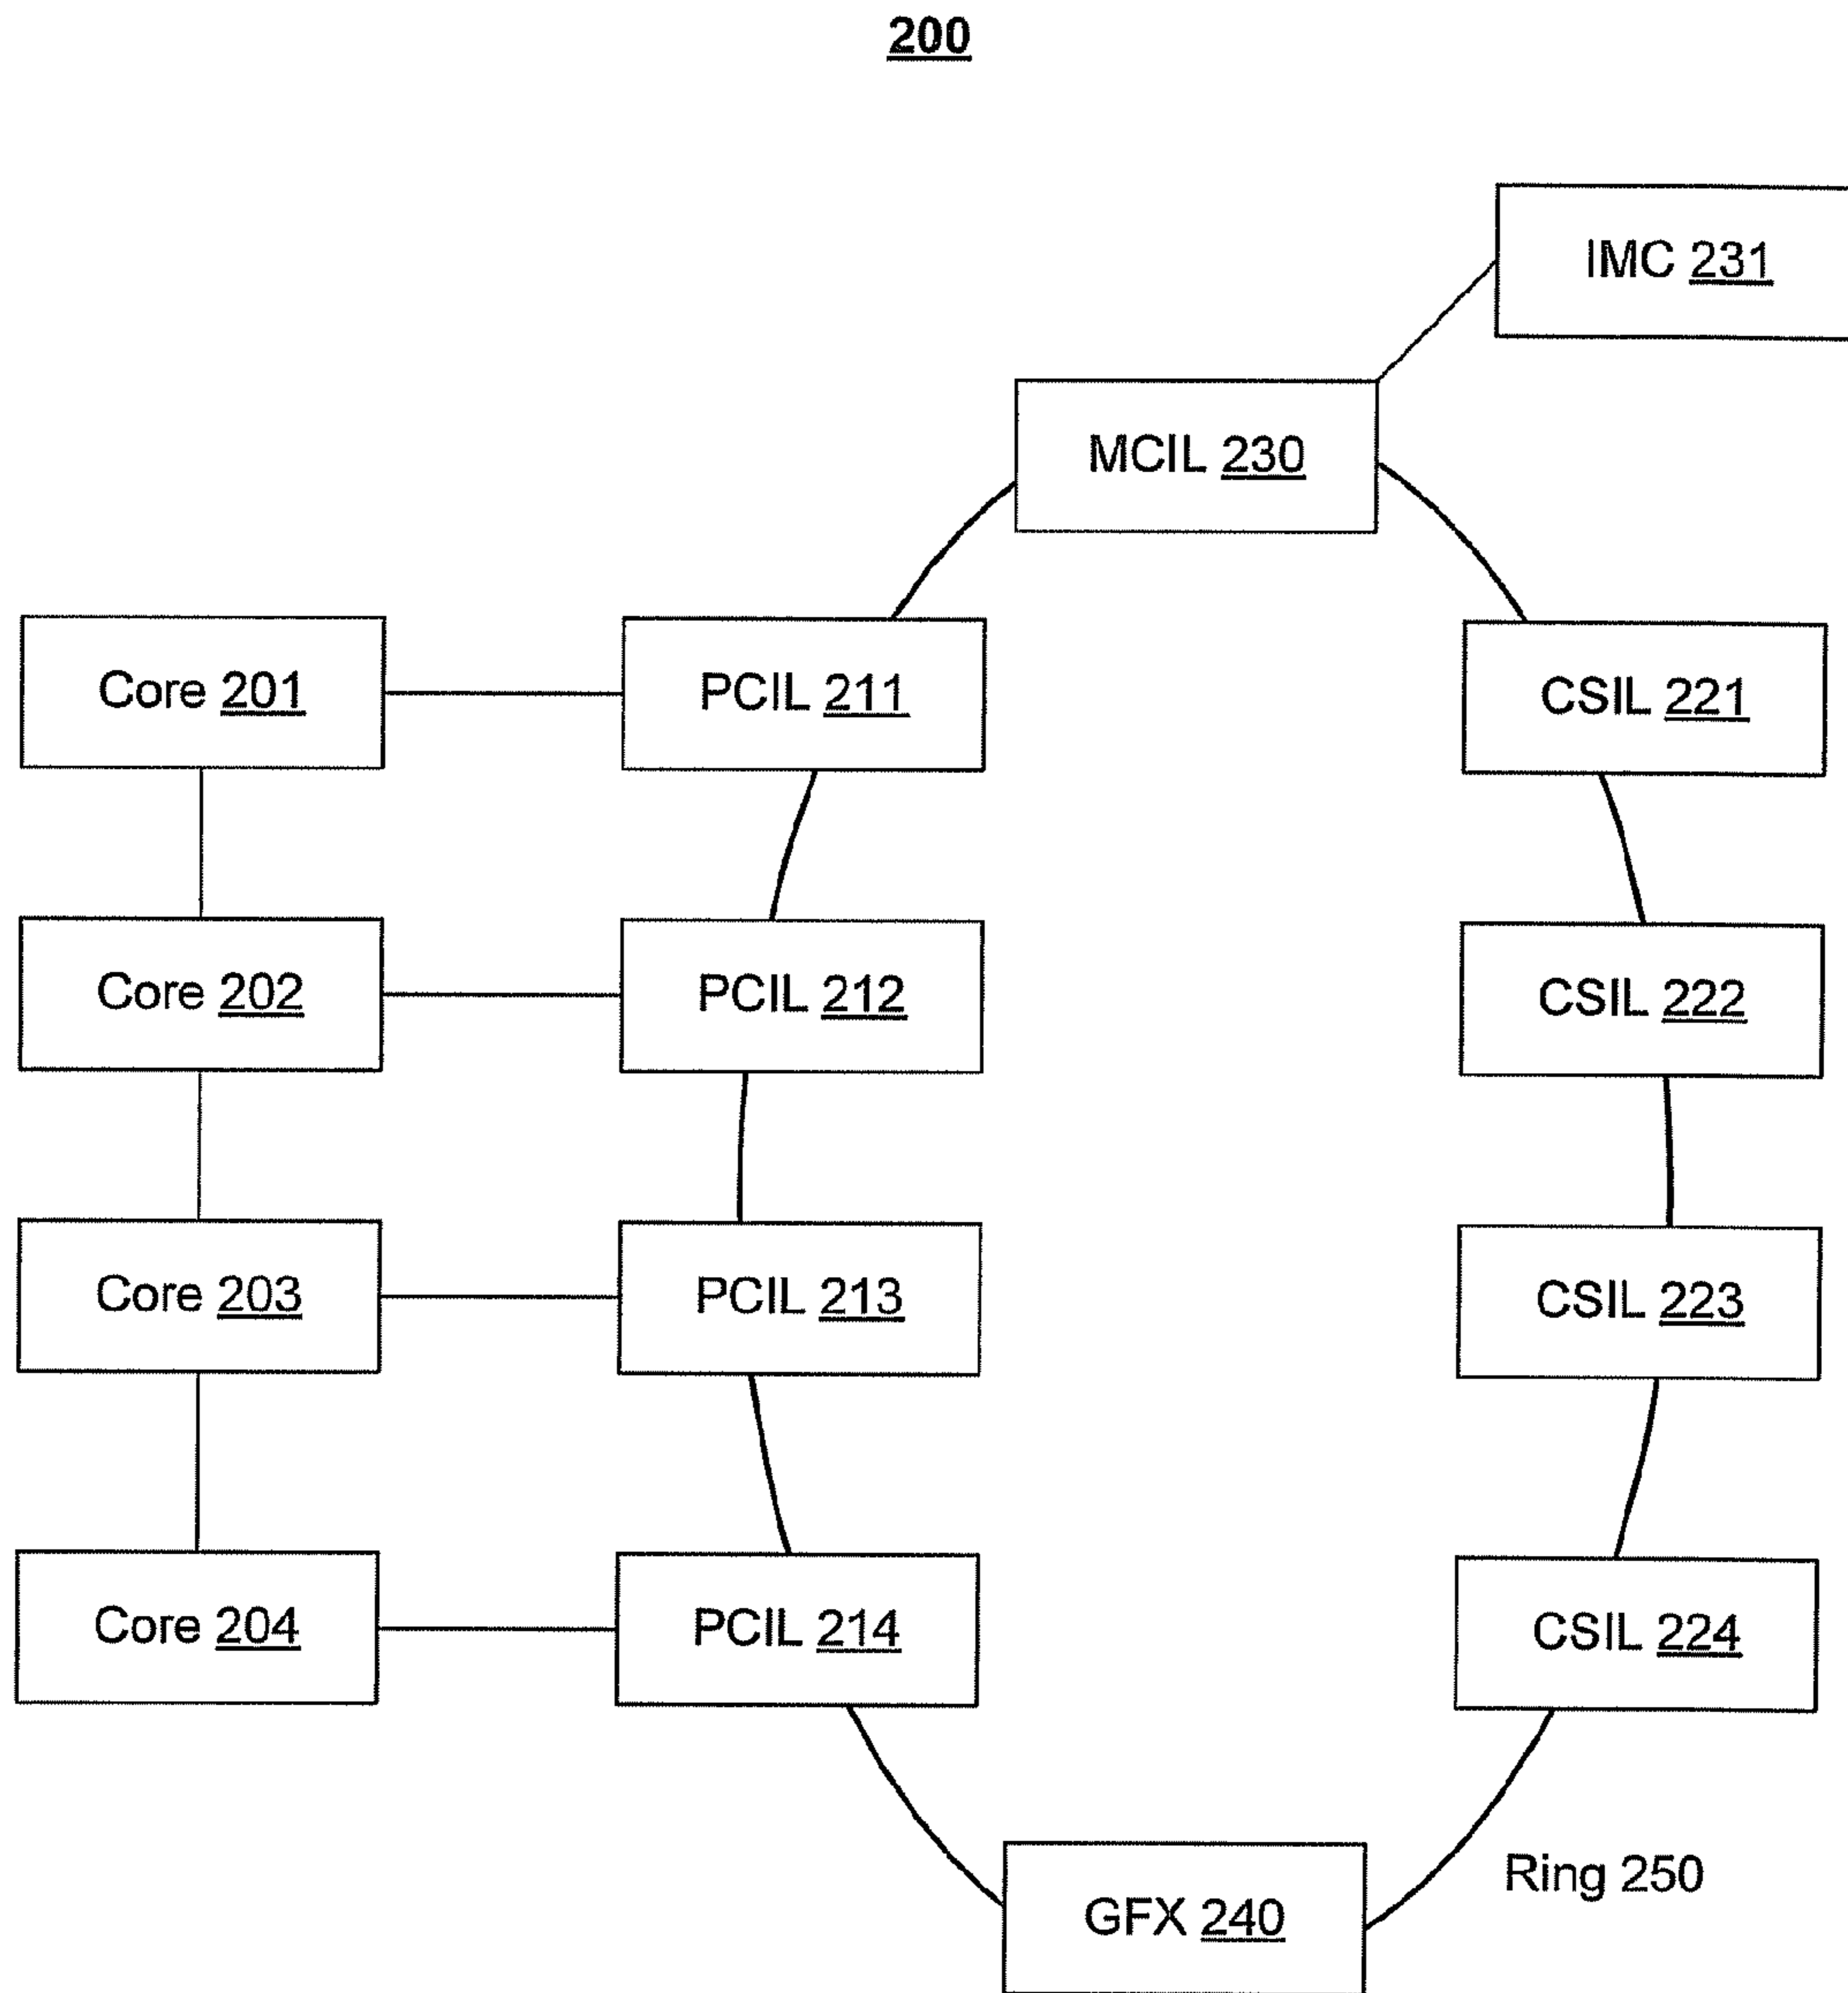 200
IMC 231
MCIL 230
Core 201
PCIL 211
CSIL 221
Core 202
PCIL 212
CSIL 222
Core 203
PCIL 213
CSIL 223
Core 204
PCIL 214
CSIL 224
Ring 250
GFX 240